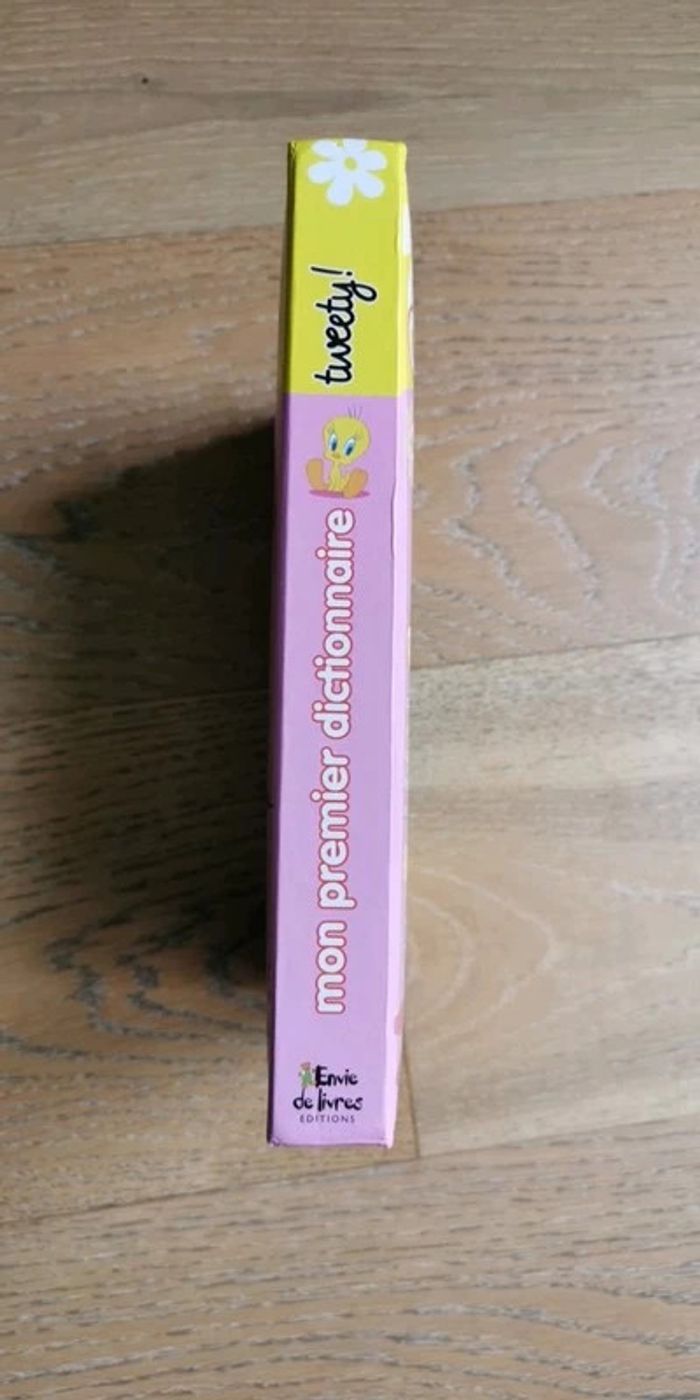 tweety!
mon premier dictionnaire
Envie
de livres
EDITIONS